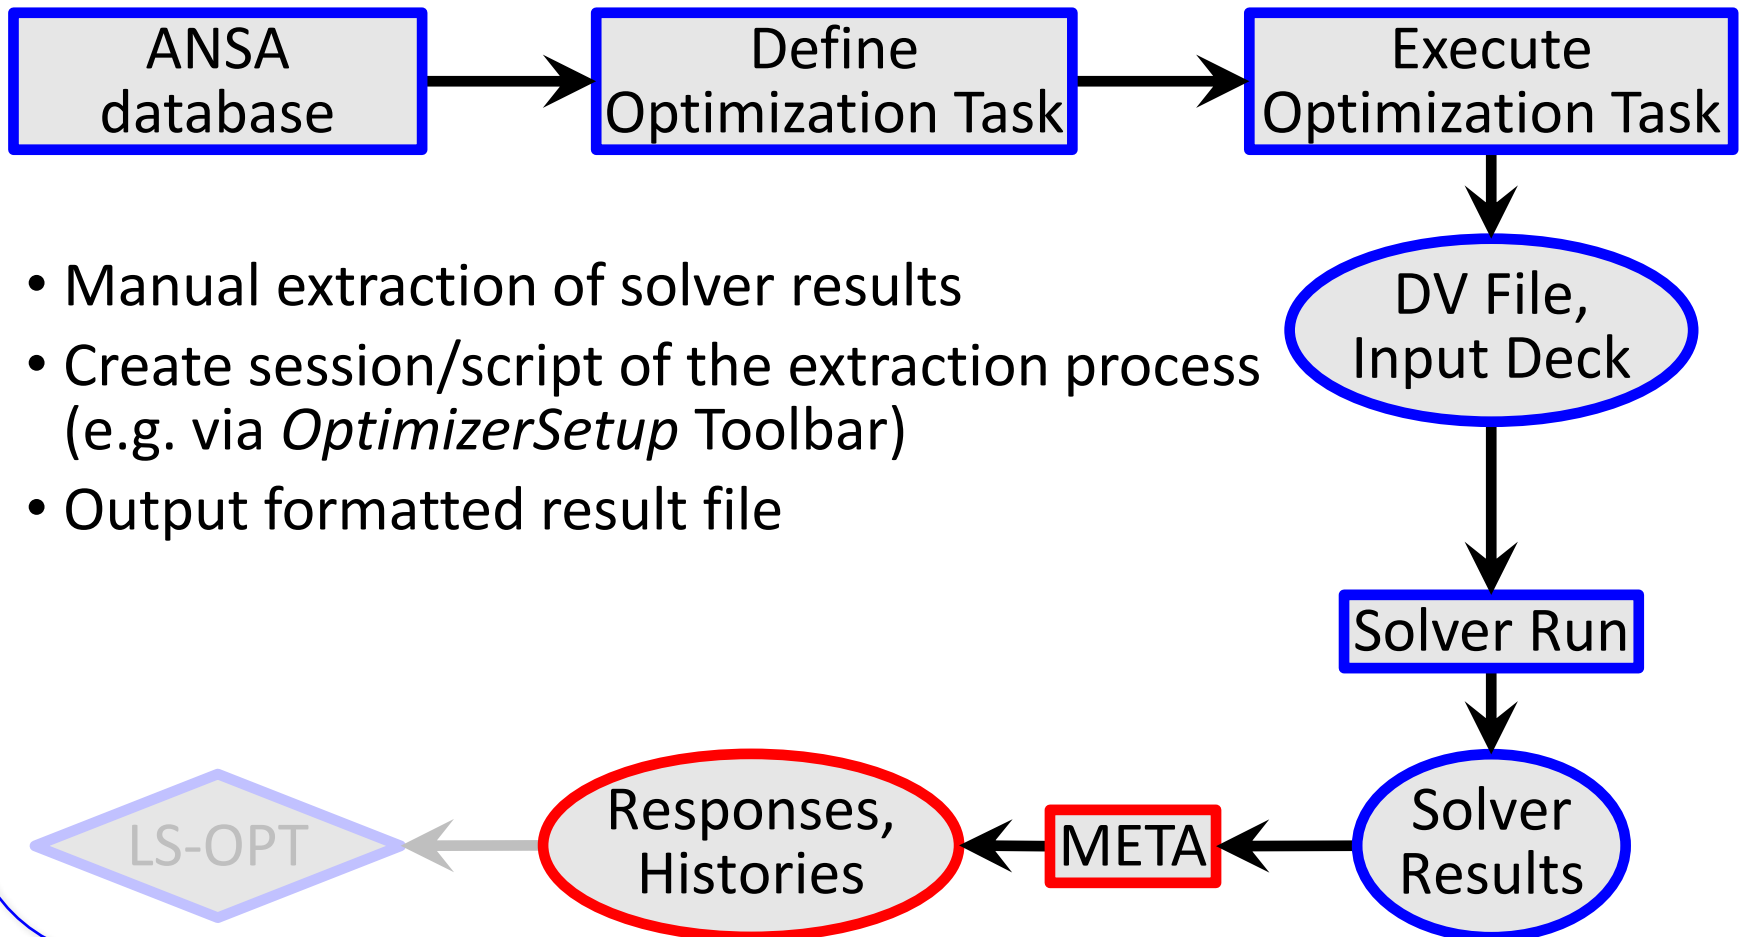 ANSA
database
Define
Optimization Task
Execute
Optimization Task
• Manual extraction of solver results
• Create session/script of the extraction process
(e.g. via OptimizerSetup Toolbar)
• Output formatted result file
DV File,
Input Deck
Solver Run
Solver
Results
META
Responses,
Histories
LS-OPT